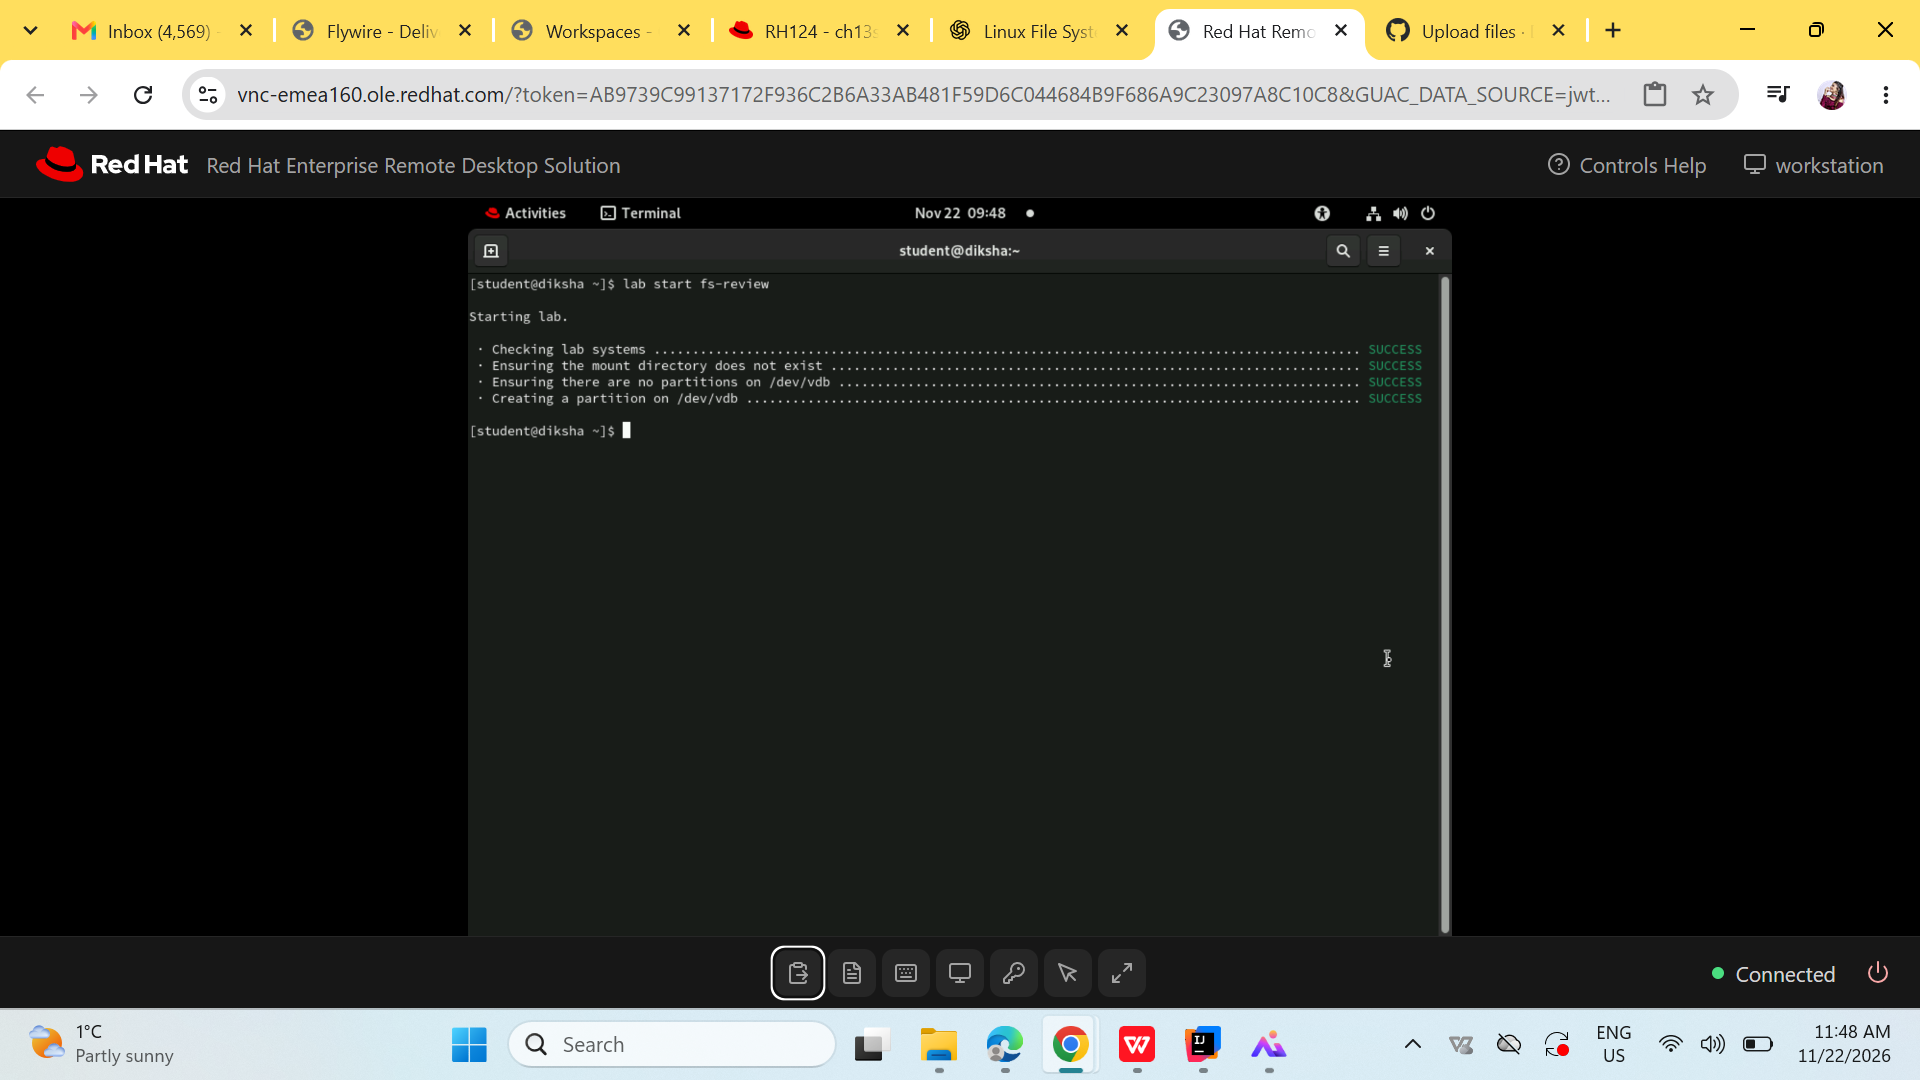 Inbox (4,569)
Flywire - Deliv
Workspaces -
RH124 - ch13s
Linux File Syst
Red Hat Remo
Upload files ·
vnc-emea160.ole.redhat.com/?token=AB9739C99137172F936C2B6A33AB481F59D6C044684B9F686A9C23097A8C10C8&GUAC_DATA_SOURCE=jwt...
Red Hat Red Hat Enterprise Remote Desktop Solution
Controls Help
workstation
Activities
Terminal
Nov 22 09:48
student@diksha:~
[student@diksha ~]$ lab start fs-review
Starting lab.
· Checking lab systems ............................................................................................ SUCCESS
· Ensuring the mount directory does not exist ..................................................................... SUCCESS
· Ensuring there are no partitions on /dev/vdb .................................................................... SUCCESS
· Creating a partition on /dev/vdb ................................................................................ SUCCESS
[student@diksha ~]$
Connected
1°C
Partly sunny
Search
ENG
US
11:48 AM
11/22/2026